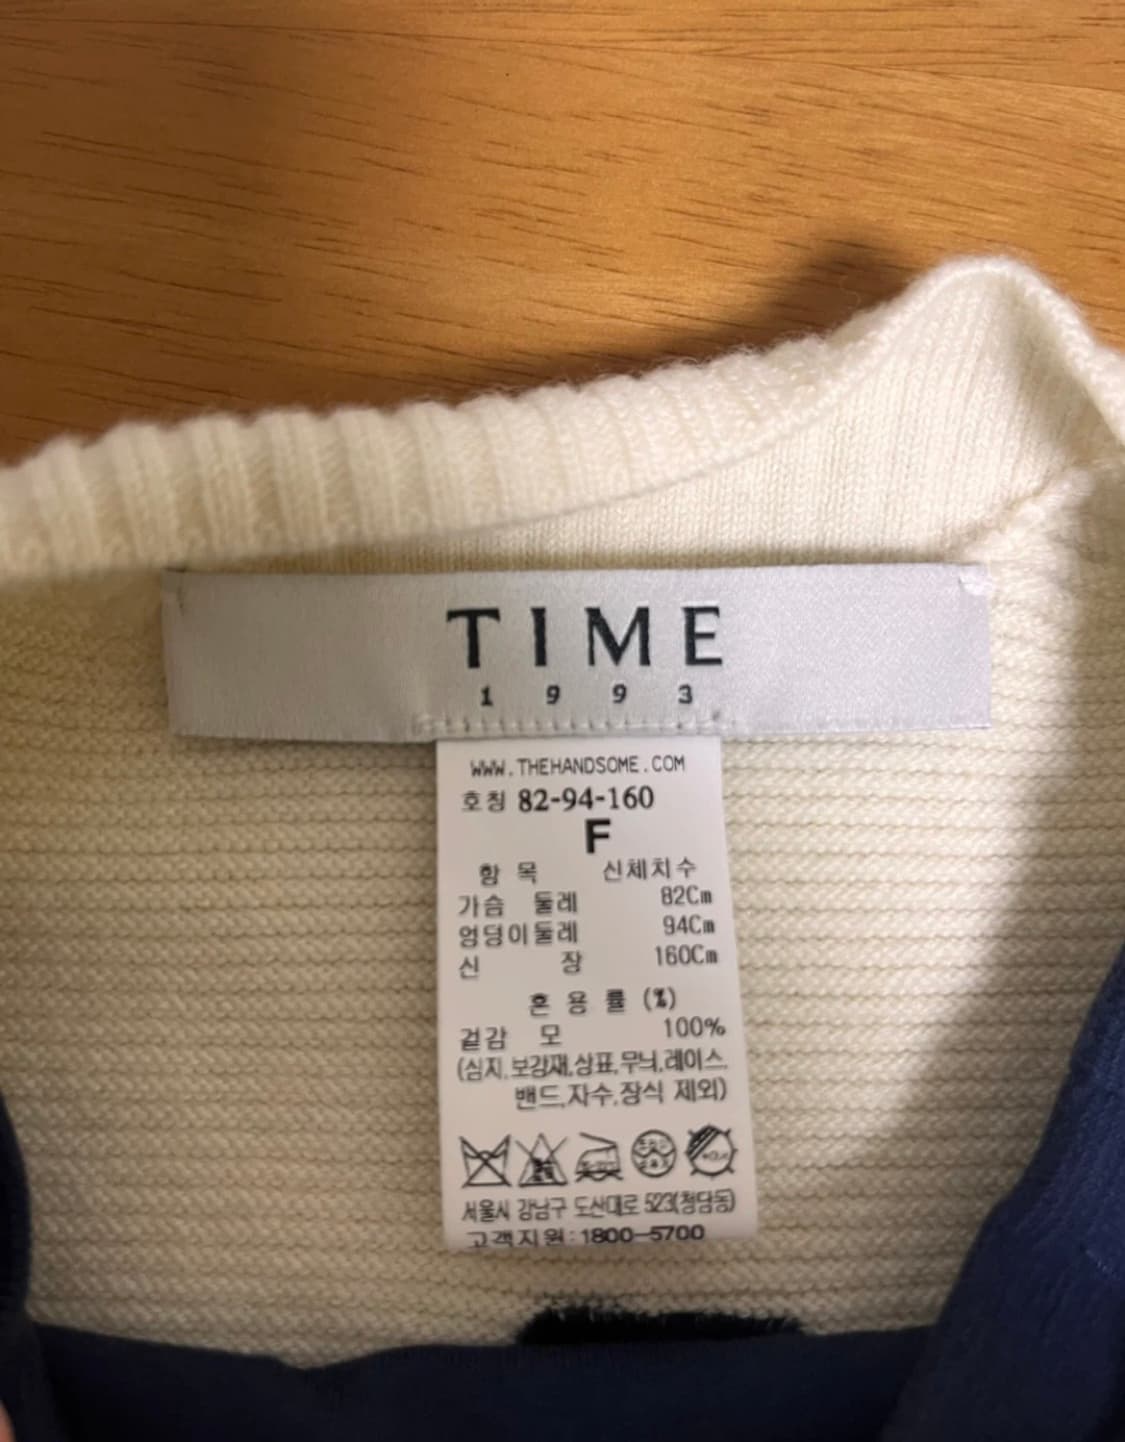 TIME
1 9 9 3
WWW.THEHANDSOME.COM
호칭 82-94-160
F
항 목 신체치수
가슴 둘레 82Cm
엉덩이둘레 94Cm
신 장 160Cm
혼 용 률 (%)
겉감 모 100%
(심지,보강재,상표,무늬,레이스
밴드,자수,장식 제외)
서울시 강남구 도산대로 523(청담동)
고객지원:1800-5700